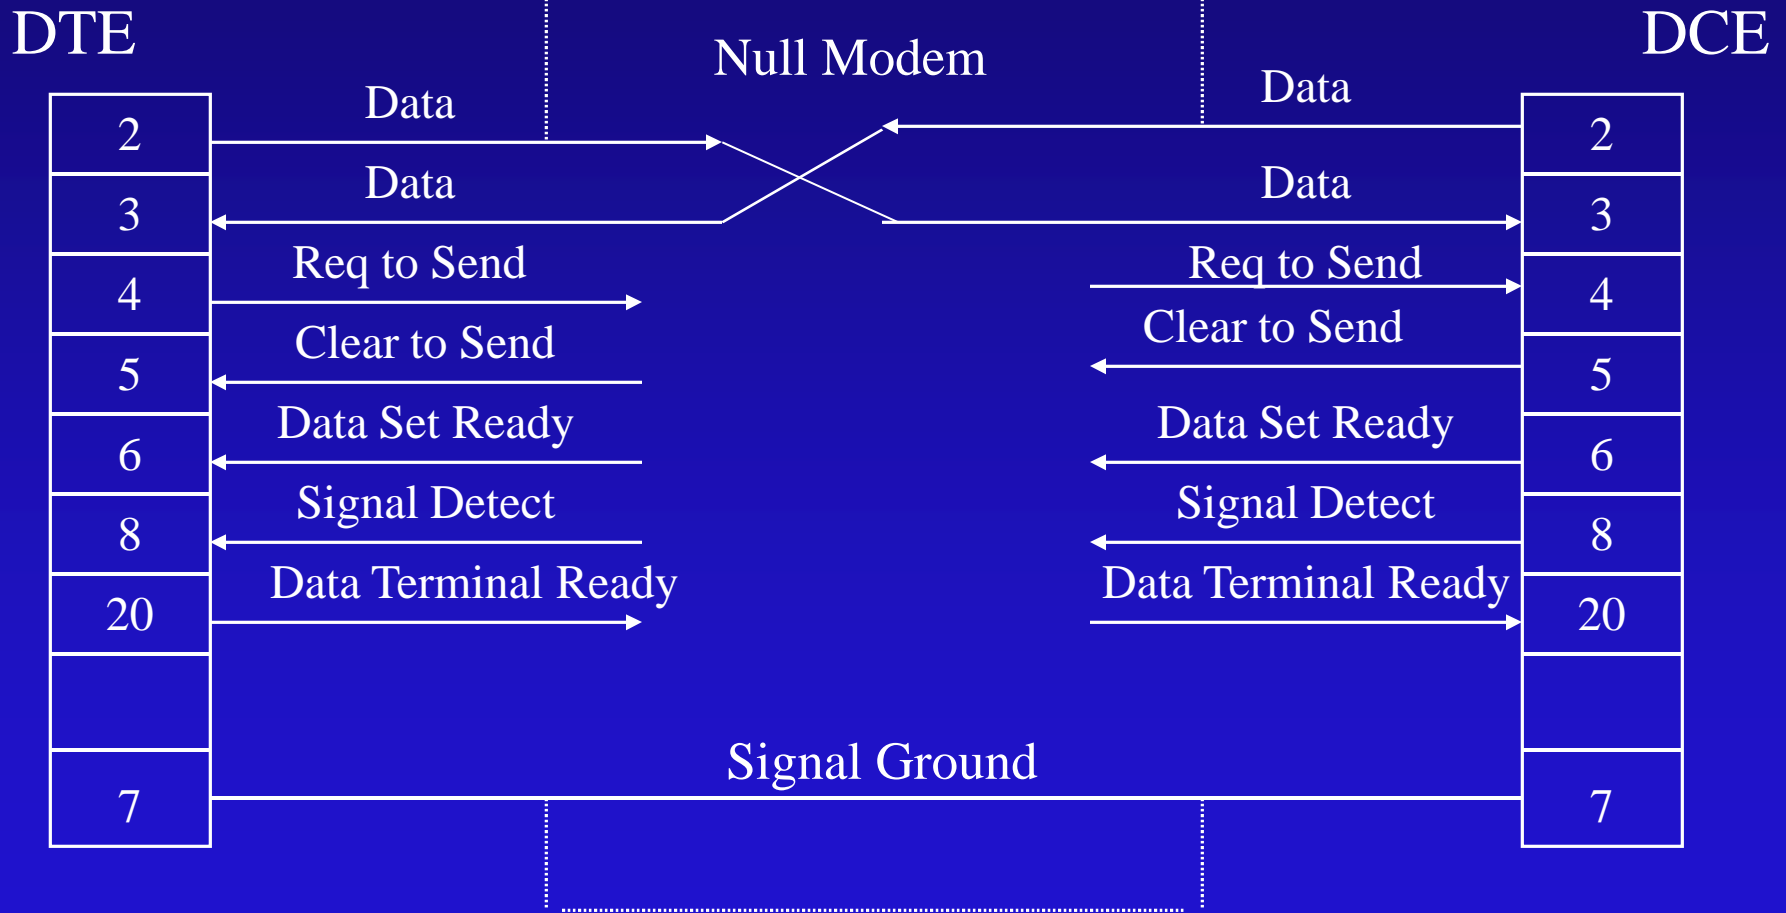 DTE
Null Modem
DCE
2
Data
Data
2
3
Data
Data
3
4
Req to Send
Req to Send
4
5
Clear to Send
Clear to Send
5
6
Data Set Ready
Data Set Ready
6
8
Signal Detect
Signal Detect
8
20
Data Terminal Ready
Data Terminal Ready
20
7
Signal Ground
7